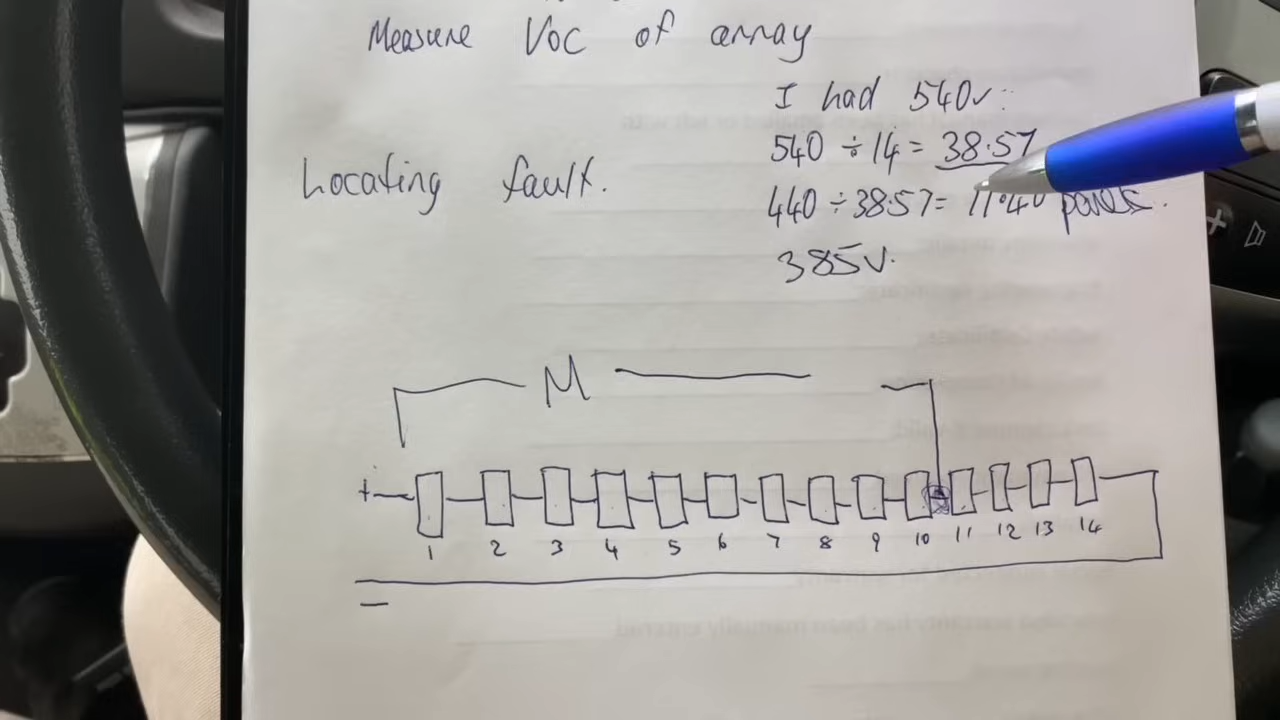 Measure Voc of array
I had 540v.
540 ÷ 14 = 38.57
Locating fault.
440 ÷ 38.57 = 11.40 panels.
385v.
M
+
1 2 3 4 5 6 7 8 9 10 11 12 13 14
−